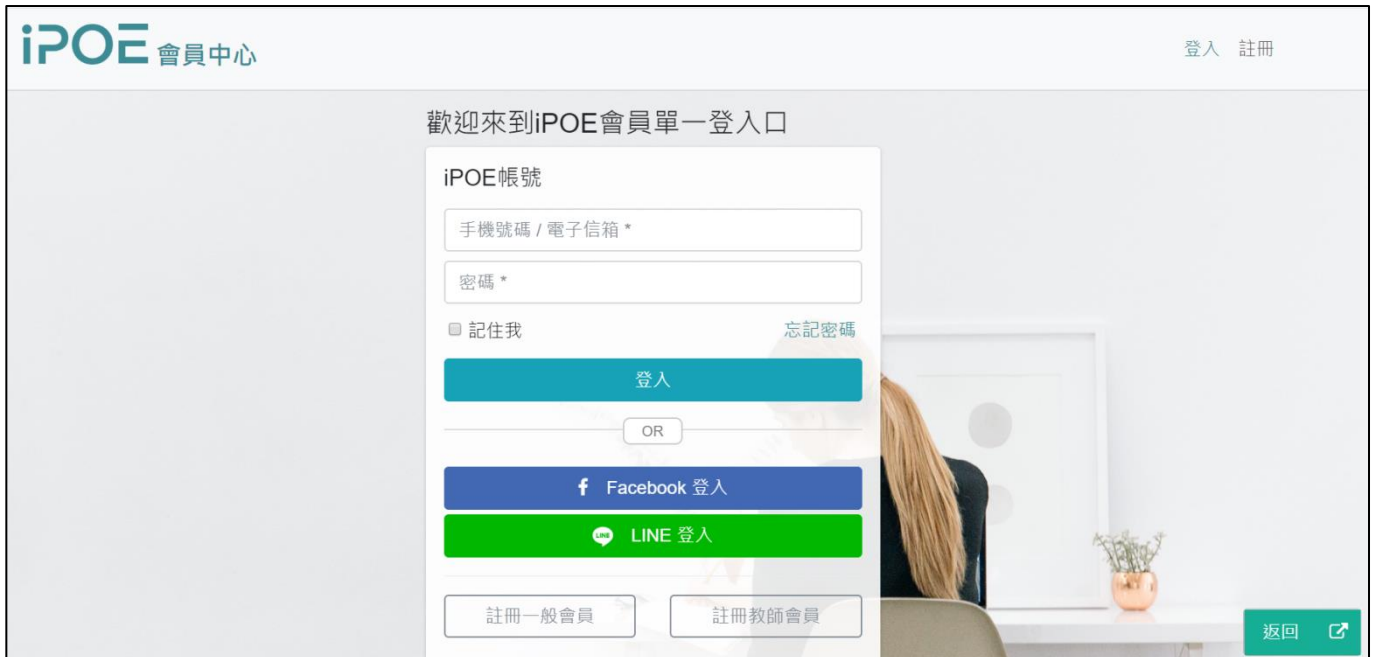 iPOE 會員中心
登入 註冊
歡迎來到iPOE會員單一登入口
iPOE帳號
手機號碼 / 電子信箱 *
密碼 *
記住我 忘記密碼
登入
OR
f Facebook 登入
LINE LINE 登入
註冊一般會員 註冊教師會員
返回